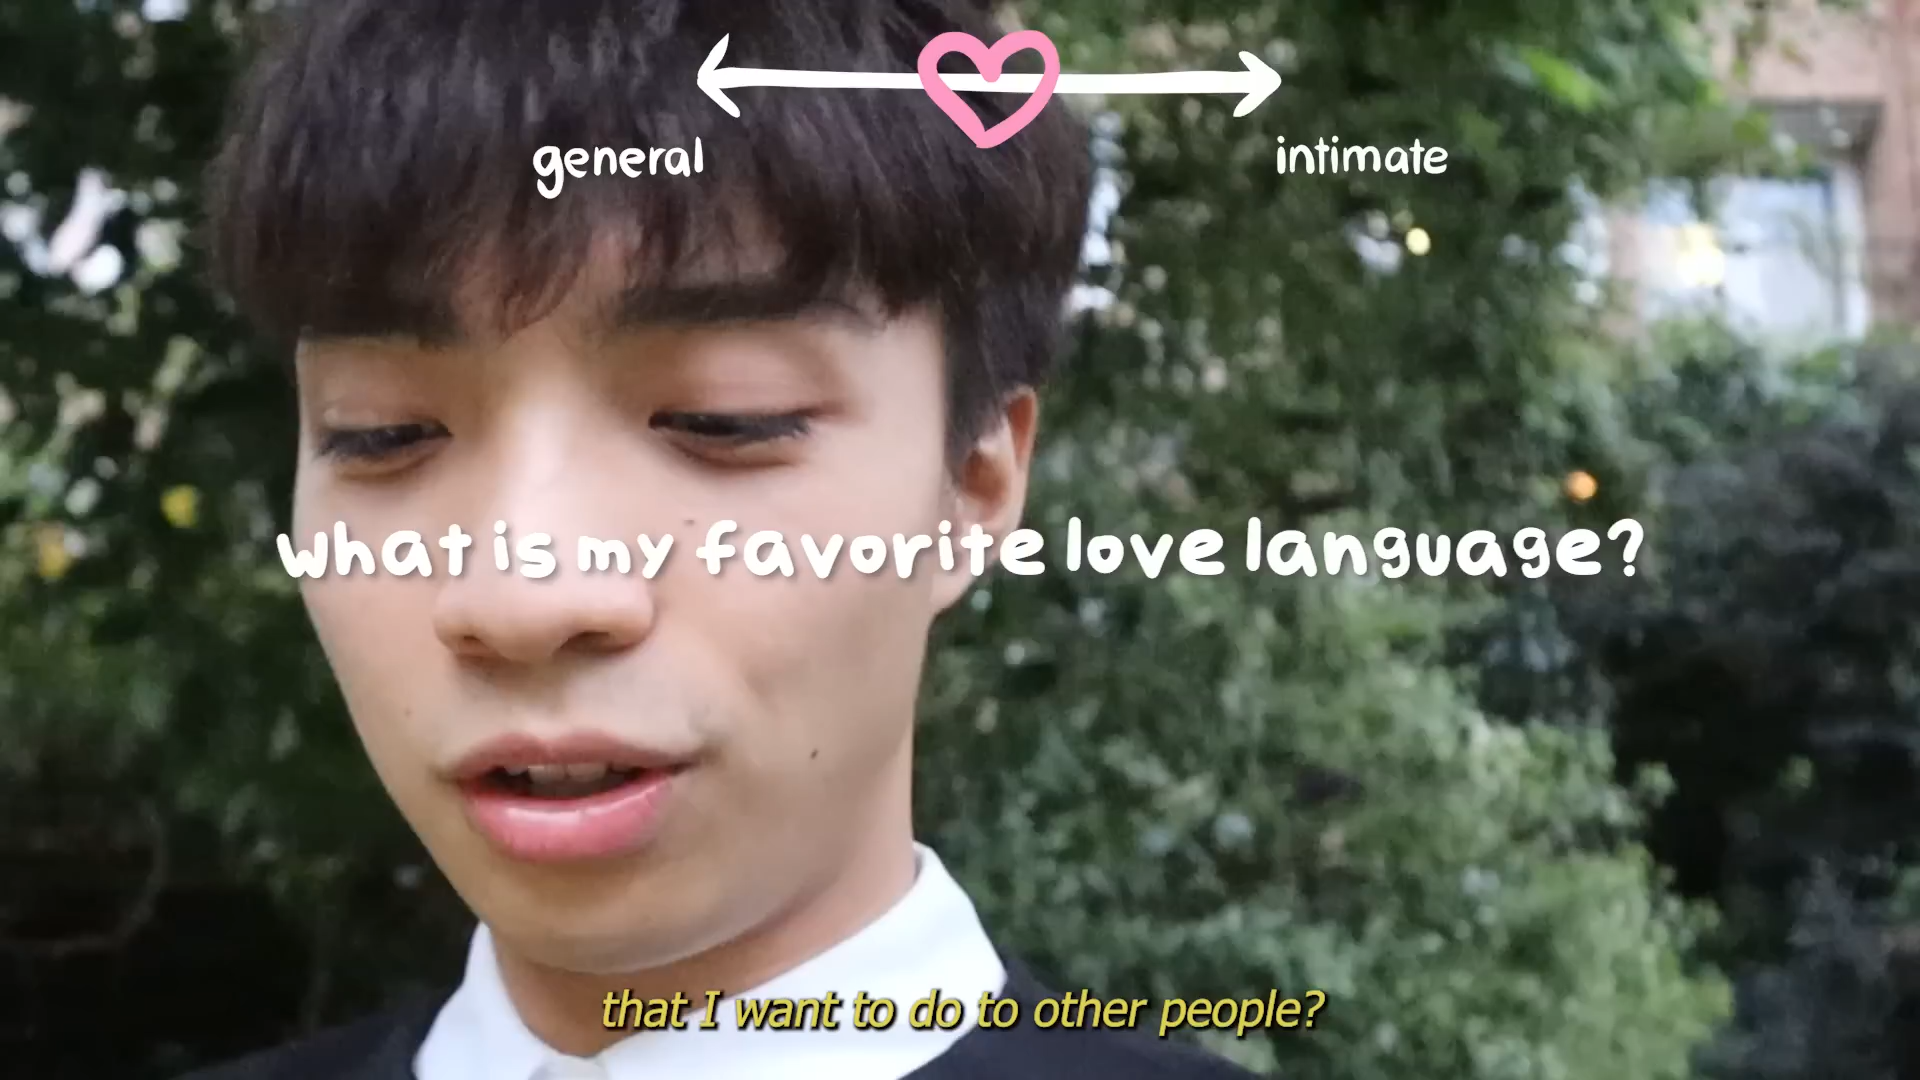 general
intimate
what is my favorite love language?
that I want to do to other people?